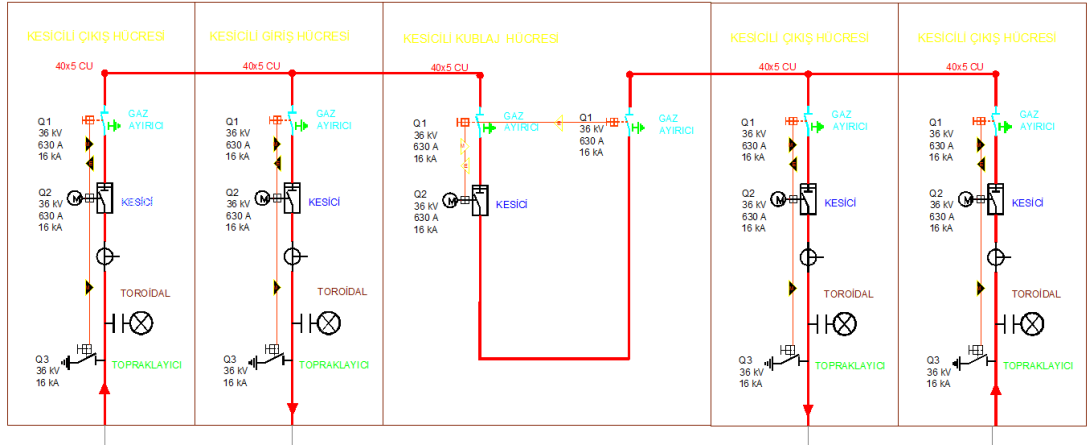 KESİCİLİ ÇIKIŞ HÜCRESİ
40x5 CU
GAZ
AYIRICI
Q1
36 kV
630 A
16 kA
Q2
36 kV
630 A
16 kA
M
KESİCİ
TOROİDAL
Q3
36 kV
16 kA
TOPRAKLAYICI
KESİCİLİ GİRİŞ HÜCRESİ
40x5 CU
GAZ
AYIRICI
Q1
36 kV
630 A
16 kA
Q2
36 kV
630 A
16 kA
M
KESİCİ
TOROİDAL
Q3
36 kV
16 kA
TOPRAKLAYICI
KESİCİLİ KUBLAJ HÜCRESİ
40x5 CU
GAZ
AYIRICI
Q1
36 kV
630 A
16 kA
Q1
36 kV
630 A
16 kA
GAZ
AYIRICI
Q2
36 kV
630 A
16 kA
M
KESİCİ
KESİCİLİ ÇIKIŞ HÜCRESİ
40x5 CU
GAZ
AYIRICI
Q1
36 kV
630 A
16 kA
Q2
36 kV
630 A
16 kA
M
KESİCİ
TOROİDAL
Q3
36 kV
16 kA
TOPRAKLAYICI
KESİCİLİ ÇIKIŞ HÜCRESİ
40x5 CU
GAZ
AYIRICI
Q1
36 kV
630 A
16 kA
Q2
36 kV
630 A
16 kA
M
KESİCİ
TOROİDAL
Q3
36 kV
16 kA
TOPRAKLAYICI